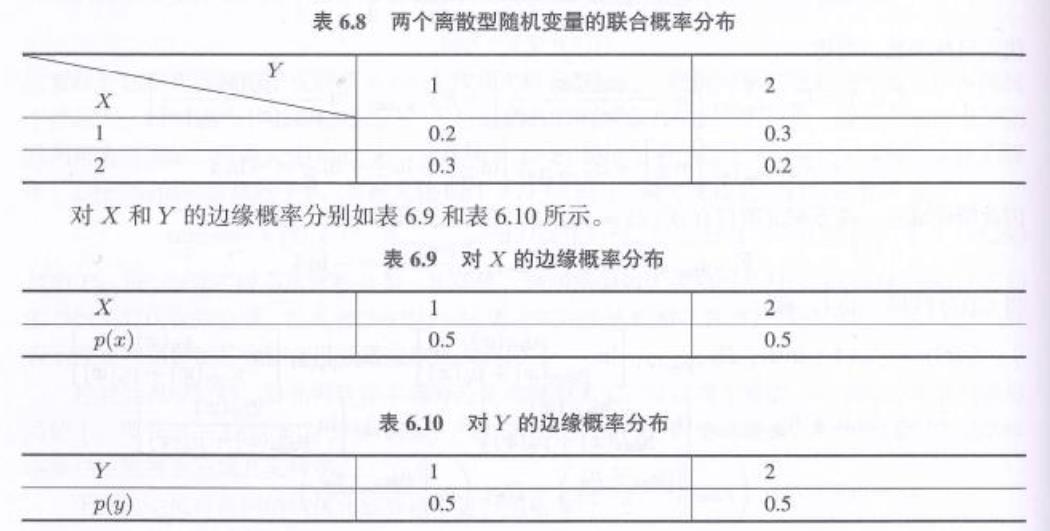 表 6.8 两个离散型随机变量的联合概率分布
Y
X
1 2
1 0.2 0.3
2 0.3 0.2
对 X 和 Y 的边缘概率分别如表 6.9 和表 6.10 所示。
表 6.9 对 X 的边缘概率分布
X 1 2
p(x) 0.5 0.5
表 6.10 对 Y 的边缘概率分布
Y 1 2
p(y) 0.5 0.5